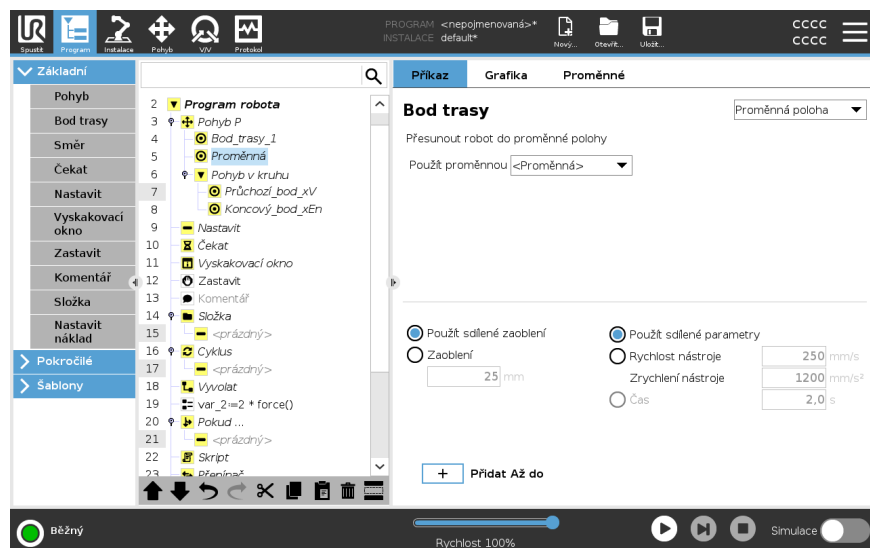 PROGRAM <nepojmenovaná>*
INSTALACE default*
Spustit Program Instalace Pohyb V/V Protokol
Nový... Otevřít... Uložit...
CCCC
CCCC
Základní
Pohyb
Bod trasy
Směr
Čekat
Nastavit
Vyskakovací
okno
Zastavit
Komentář
Složka
Nastavit
náklad
Pokročilé
Šablony
2 Program robota
3 Pohyb P
4 Bod_trasy_1
5 Proměnná
6 Pohyb v kruhu
7 Průchozí_bod_xV
8 Koncový_bod_xEn
9 Nastavit
10 Čekat
11 Vyskakovací okno
12 Zastavit
13 Komentář
14 Složka
15 <prázdný>
16 Cyklus
17 <prázdný>
18 Vyvolat
19 var_2:=2 * force()
20 Pokud ...
21 <prázdný>
22 Skript
23 Přepínač
Příkaz Grafika Proměnné
Bod trasy
Proměnná poloha
Přesunout robot do proměnné polohy
Použít proměnnou <Proměnná>
Použít sdílené zaoblení
Zaoblení
25 mm
Použít sdílené parametry
Rychlost nástroje 250 mm/s
Zrychlení nástroje 1200 mm/s²
Čas 2,0 s
+ Přidat Až do
Běžný
Rychlost 100%
Simulace